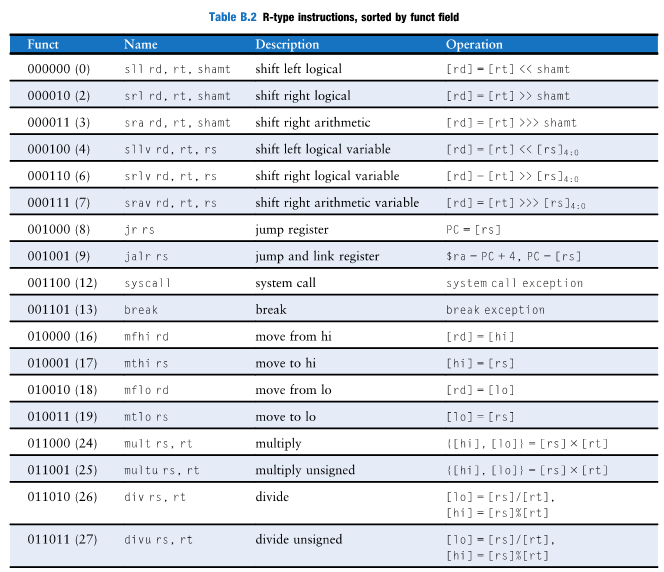 Table B.2 R-type instructions, sorted by funct field
Funct Name Description Operation
000000 (0) sll rd, rt, shamt shift left logical [rd] = [rt] << shamt
000010 (2) srl rd, rt, shamt shift right logical [rd] = [rt] >> shamt
000011 (3) sra rd, rt, shamt shift right arithmetic [rd] = [rt] >>> shamt
000100 (4) sllv rd, rt, rs shift left logical variable [rd] = [rt] << [rs]4:0
000110 (6) srlv rd, rt, rs shift right logical variable [rd] = [rt] >> [rs]4:0
000111 (7) srav rd, rt, rs shift right arithmetic variable [rd] = [rt] >>> [rs]4:0
001000 (8) jr rs jump register PC = [rs]
001001 (9) jalr rs jump and link register $ra = PC + 4, PC = [rs]
001100 (12) syscall system call system call exception
001101 (13) break break break exception
010000 (16) mfhi rd move from hi [rd] = [hi]
010001 (17) mthi rs move to hi [hi] = [rs]
010010 (18) mflo rd move from lo [rd] = [lo]
010011 (19) mtlo rs move to lo [lo] = [rs]
011000 (24) mult rs, rt multiply {[hi], [lo]} = [rs] × [rt]
011001 (25) multu rs, rt multiply unsigned {[hi], [lo]} = [rs] × [rt]
011010 (26) div rs, rt divide [lo] = [rs]/[rt],
[hi] = [rs]%[rt]
011011 (27) divu rs, rt divide unsigned [lo] = [rs]/[rt],
[hi] = [rs]%[rt]